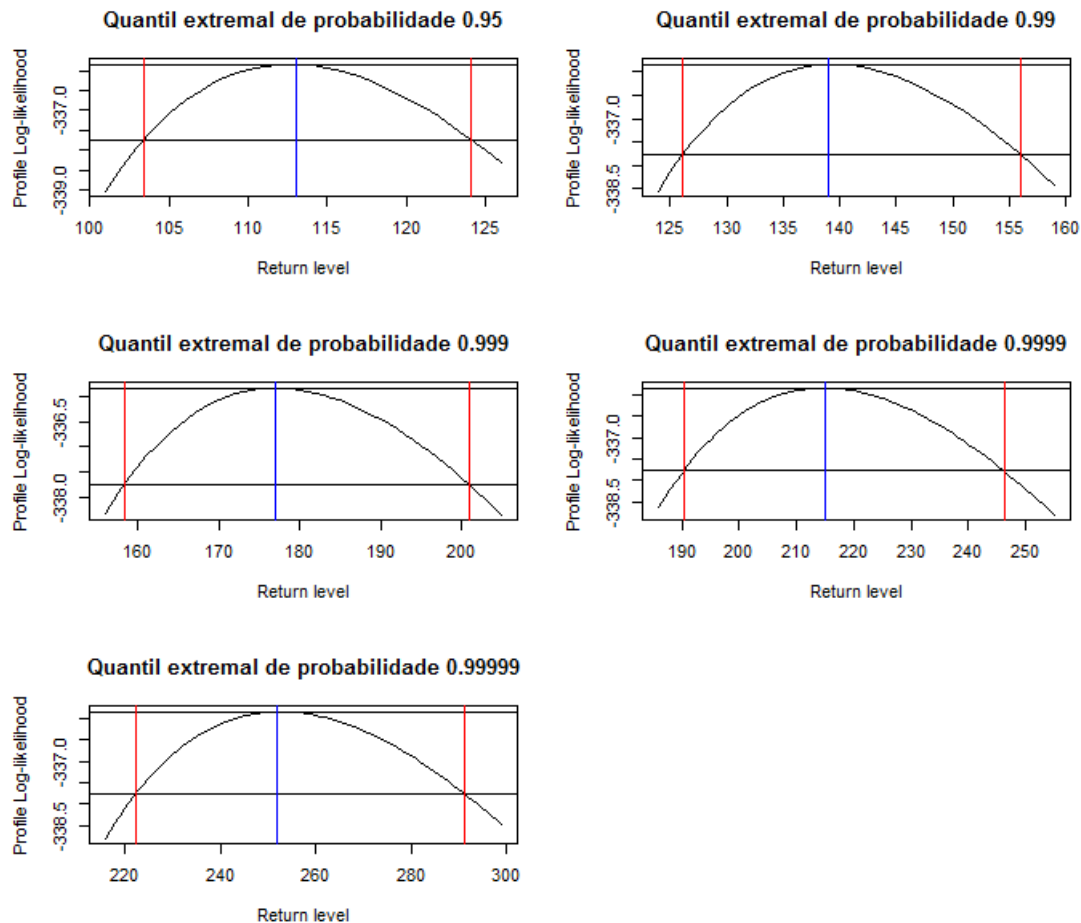 Quantil extremal de probabilidade 0.95
Profile Log-likelihood
-339.0 -337.0
100 105 110 115 120 125
Return level
Quantil extremal de probabilidade 0.99
Profile Log-likelihood
-338.5 -337.0
125 130 135 140 145 150 155 160
Return level
Quantil extremal de probabilidade 0.999
Profile Log-likelihood
-338.0 -336.5
160 170 180 190 200
Return level
Quantil extremal de probabilidade 0.9999
Profile Log-likelihood
-338.5 -337.0
190 200 210 220 230 240 250
Return level
Quantil extremal de probabilidade 0.99999
Profile Log-likelihood
-338.5 -337.0
220 240 260 280 300
Return level